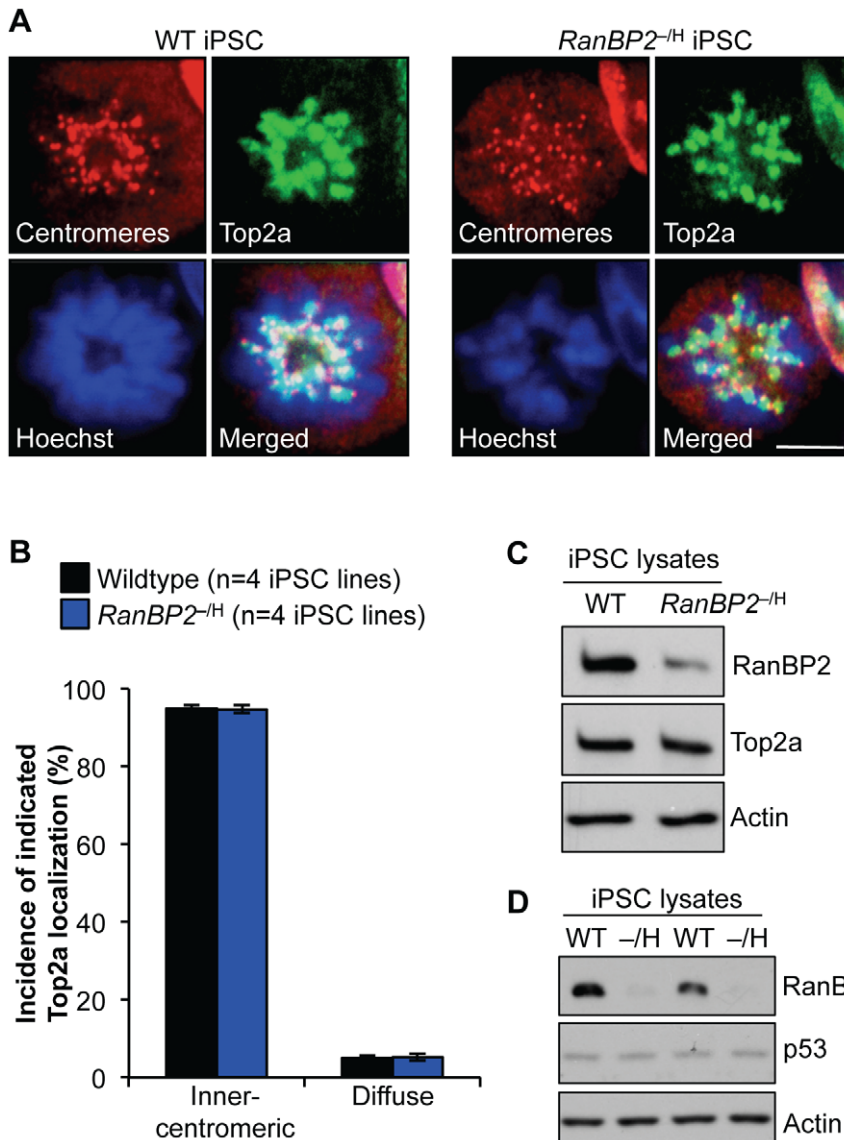 A
WT iPSC
RanBP2–/H iPSC
Centromeres
Top2a
Centromeres
Top2a
Hoechst
Merged
Hoechst
Merged
B
Wildtype (n=4 iPSC lines)
RanBP2–/H (n=4 iPSC lines)
Incidence of indicated
Top2a localization (%)
100
80
60
40
20
0
Inner-
centromeric
Diffuse
C
iPSC lysates
WT RanBP2–/H
RanBP2
Top2a
Actin
D
iPSC lysates
WT –/H WT –/H
RanB
p53
Actin